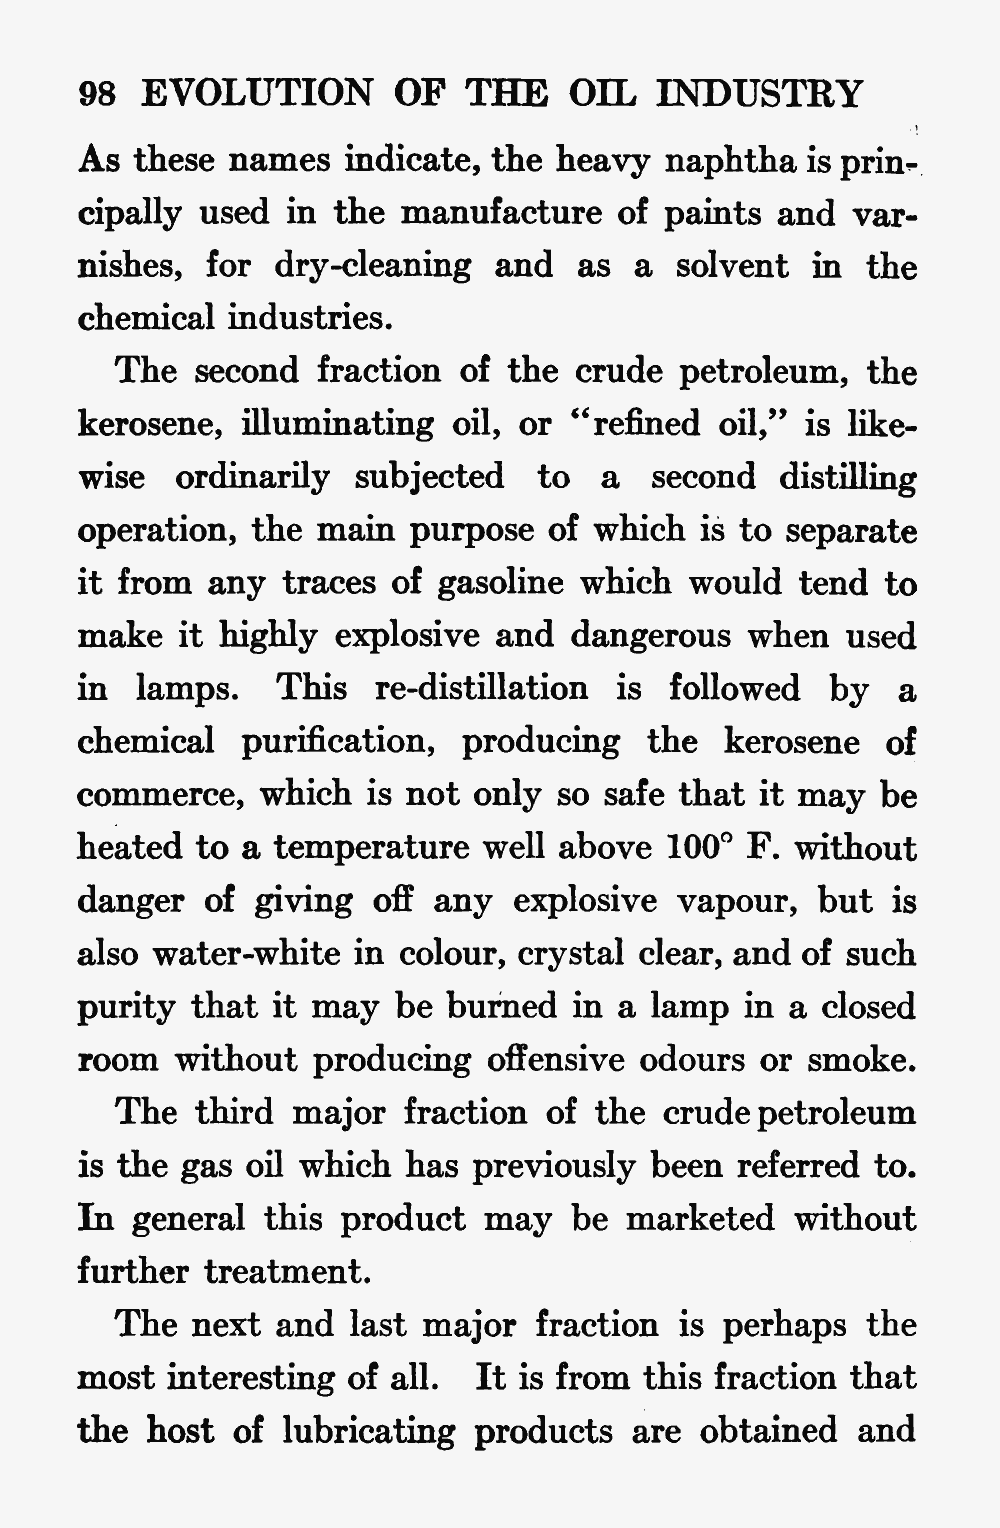 98 EVOLUTION OF THE OIL INDUSTRY
As these names indicate, the heavy naphtha is prin-
cipally used in the manufacture of paints and var-
nishes, for dry-cleaning and as a solvent in the
chemical industries.
The second fraction of the crude petroleum, the
kerosene, illuminating oil, or “refined oil,” is like-
wise ordinarily subjected to a second distilling
operation, the main purpose of which is to separate
it from any traces of gasoline which would tend to
make it highly explosive and dangerous when used
in lamps. This re-distillation is followed by a
chemical purification, producing the kerosene of
commerce, which is not only so safe that it may be
heated to a temperature well above 100° F. without
danger of giving off any explosive vapour, but is
also water-white in colour, crystal clear, and of such
purity that it may be burned in a lamp in a closed
room without producing offensive odours or smoke.
The third major fraction of the crude petroleum
is the gas oil which has previously been referred to.
In general this product may be marketed without
further treatment.
The next and last major fraction is perhaps the
most interesting of all. It is from this fraction that
the host of lubricating products are obtained and